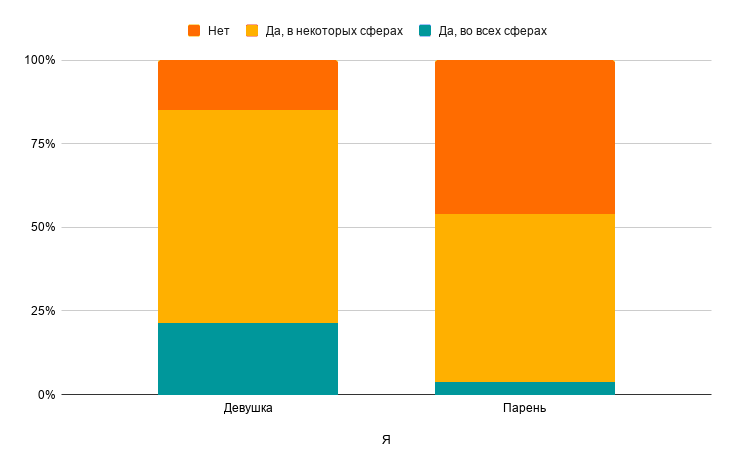 Нет Да, в некоторых сферах Да, во всех сферах
100%
75%
50%
25%
0%
Девушка Парень
Я